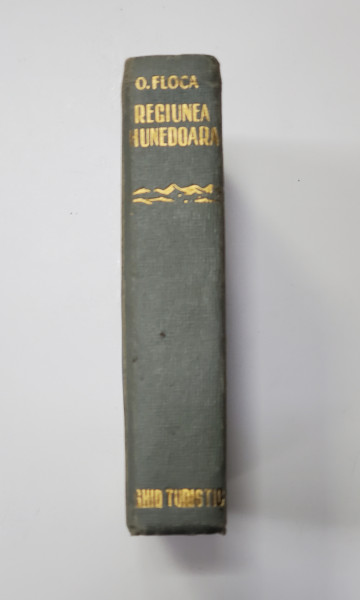 O. FLOCA
REGIUNEA
HUNEDOARA
GHID TURISTIC